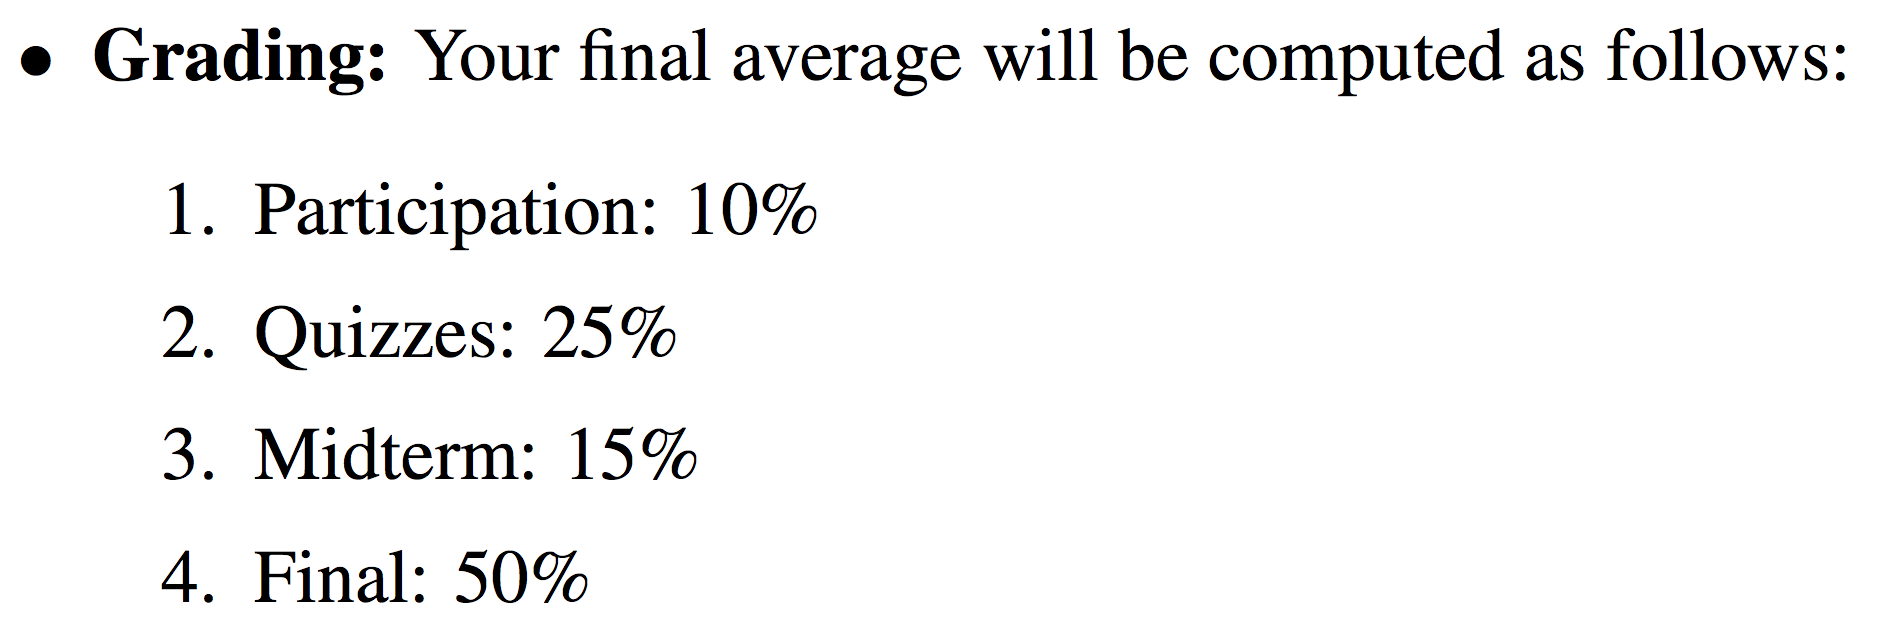 • Grading: Your final average will be computed as follows:
1. Participation: 10%
2. Quizzes: 25%
3. Midterm: 15%
4. Final: 50%